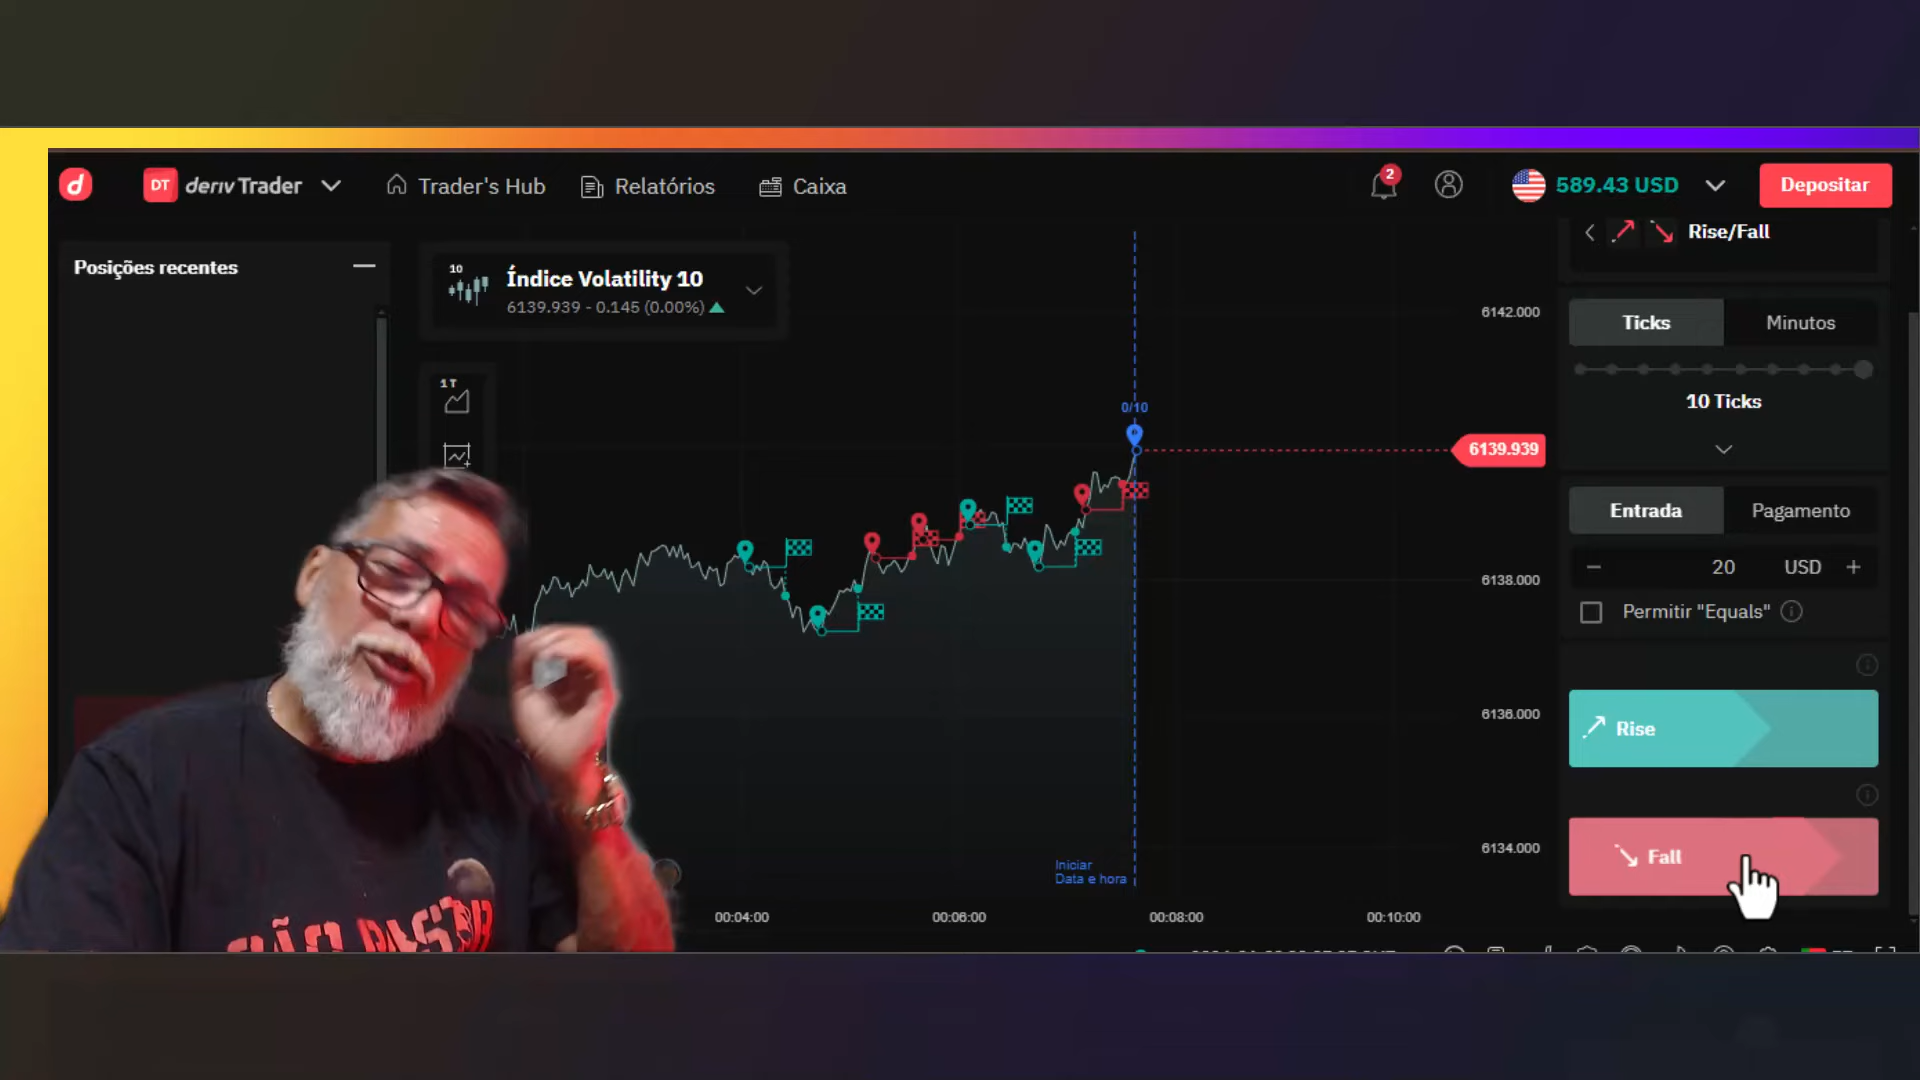 DT deriv Trader
Trader's Hub
Relatórios
Caixa
2
589.43 USD
Depositar
Posições recentes
10
Índice Volatility 10
6139.939 - 0.145 (0.00%)
1T
Rise/Fall
Ticks
Minutos
10 Ticks
Entrada
Pagamento
− 20 USD +
Permitir "Equals"
Rise
Fall
6142.000
0/10
6139.939
6138.000
6136.000
6134.000
Iniciar
Data e hora
00:04:00
00:06:00
00:08:00
00:10:00